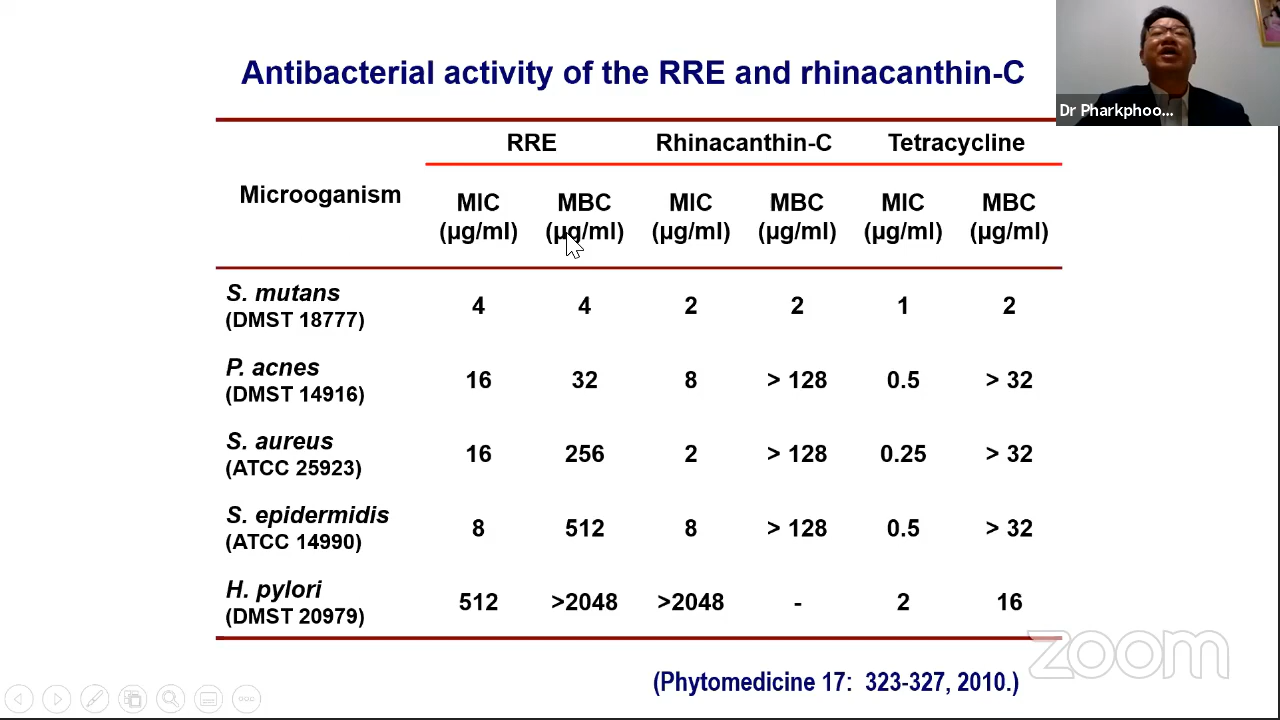 Antibacterial activity of the RRE and rhinacanthin-C
Dr Pharkphoo...
RRE Rhinacanthin-C Tetracycline
Microoganism
MIC MBC MIC MBC MIC MBC
(µg/ml) (µg/ml) (µg/ml) (µg/ml) (µg/ml) (µg/ml)
S. mutans
(DMST 18777) 4 4 2 2 1 2
P. acnes
(DMST 14916) 16 32 8 > 128 0.5 > 32
S. aureus
(ATCC 25923) 16 256 2 > 128 0.25 > 32
S. epidermidis
(ATCC 14990) 8 512 8 > 128 0.5 > 32
H. pylori
(DMST 20979) 512 >2048 >2048 - 2 16
zoom
(Phytomedicine 17: 323-327, 2010.)